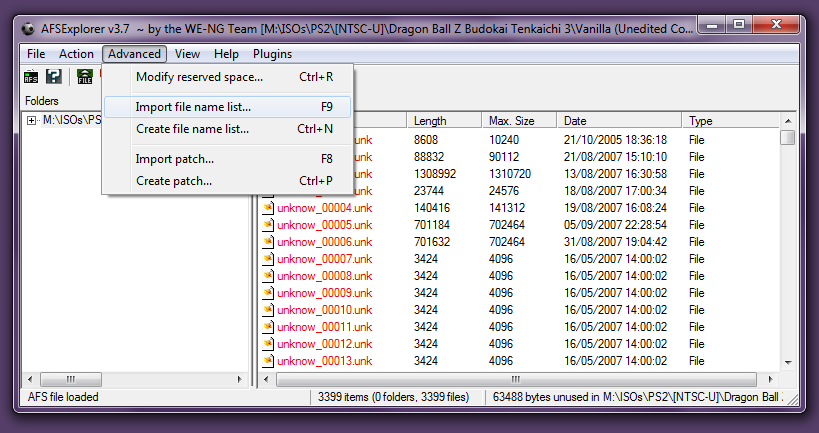 AFSExplorer v3.7 ~ by the WE-NG Team [M:\ISOs\PS2\[NTSC-U]\Dragon Ball Z Budokai Tenkaichi 3\Vanilla (Unedited Co...
File Action Advanced View Help Plugins
AFS ? FILE
Modify reserved space... Ctrl+R
Import file name list... F9
Create file name list... Ctrl+N
Import patch... F8
Create patch... Ctrl+P
Folders
M:\ISOs\PS
Length Max. Size Date Type
.unk 8608 10240 21/10/2005 18:36:18 File
.unk 88832 90112 21/08/2007 15:10:10 File
.unk 1308992 1310720 13/08/2007 16:30:58 File
.unk 23744 24576 18/08/2007 17:00:34 File
unknow_00004.unk 140416 141312 19/08/2007 16:08:24 File
unknow_00005.unk 701184 702464 05/09/2007 22:28:54 File
unknow_00006.unk 701632 702464 31/08/2007 19:04:42 File
unknow_00007.unk 3424 4096 16/05/2007 14:00:02 File
unknow_00008.unk 3424 4096 16/05/2007 14:00:02 File
unknow_00009.unk 3424 4096 16/05/2007 14:00:02 File
unknow_00010.unk 3424 4096 16/05/2007 14:00:02 File
unknow_00011.unk 3424 4096 16/05/2007 14:00:02 File
unknow_00012.unk 3424 4096 16/05/2007 14:00:02 File
unknow_00013.unk 3424 4096 16/05/2007 14:00:02 File
AFS file loaded 3399 items (0 folders, 3399 files) 63488 bytes unused in M:\ISOs\PS2\[NTSC-U]\Dragon Ball